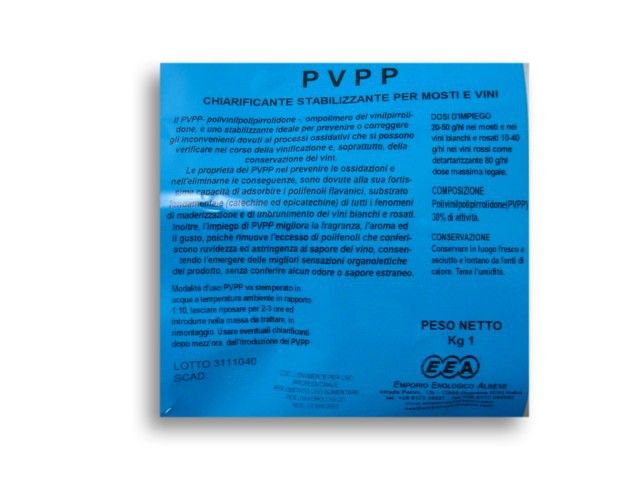 PVPP
CHIARIFICANTE STABILIZZANTE PER MOSTI E VINI
Il PVPP- polivinilpolipirrolidone -, ompolimero del vinilpirroli-
done, è uno stabilizzante ideale per prevenire o correggere
gli inconvenienti dovuti ai processi ossidativi che si possono
verificare nel corso della vinificazione e, soprattutto, della
conservazione dei vini.
Le proprietà del PVPP nel prevenire le ossidazioni e
nell'eliminarne le conseguenze, sono dovute alla sua fortis-
sima capacità di adsorbire i polifenoli flavanici, substrato
fondamentale (catechine ed epicatechine) di tutti i fenomeni
di maderizzazione e di imbrunimento dei vini bianchi e rosati.
Inoltre, l'impiego di PVPP migliora la fragranza, l'aroma ed
il gusto, poiché rimuove l'eccesso di polifenoli che conferi-
scono ruvidezza ed astringenza al sapore del vino, consen-
tendo l'emergere delle migliori sensazioni organolettiche
del prodotto, senza conferire alcun odore o sapore estraneo.
Modalità d'uso: PVPP va stemperato in
acqua a temperatura ambiente in rapporto
1:10, lasciare riposare per 2-3 ore ed
introdurre nella massa da trattare, in
rimontaggio. Usare eventuali chiarificanti
dopo mezz'ora dall'itroduzione del PVPP
LOTTO 3111040
SCAD.
DOSI D'IMPIEGO
20-50 g/hl nei mosti e nei
vini bianchi e rosati 10-40
g/hl nei vini rossi come
detartarizzante 80 g/hl
dose massima legale.
COMPOSIZIONE
Polivinilpolipirrolidone(PVPP)
38% di attività.
CONSERVAZIONE
Conservare in luogo fresco e
asciutto e lontano da fonti di
calore. Teme l'umidità.
PESO NETTO
Kg 1
EEA
EMPORIO ENOLOGICO ALBESE